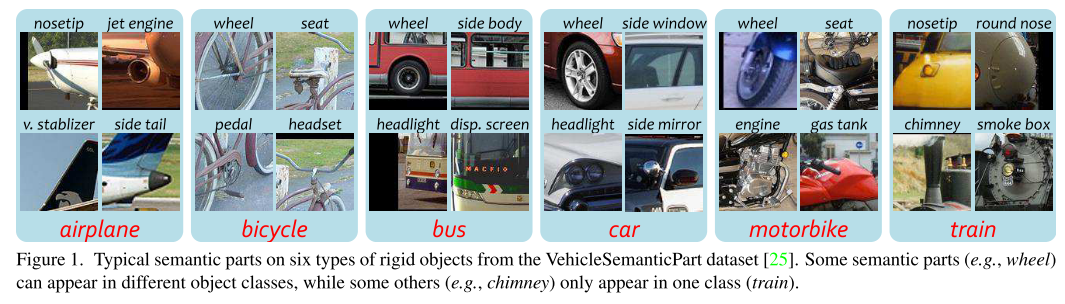 nosetip jet engine wheel seat wheel side body wheel side window wheel seat nosetip round nose
v. stablizer side tail pedal headset headlight disp. screen headlight side mirror engine gas tank chimney smoke box
MACFIG
airplane bicycle bus car motorbike train
Figure 1. Typical semantic parts on six types of rigid objects from the VehicleSemanticPart dataset [25]. Some semantic parts (e.g., wheel)
can appear in different object classes, while some others (e.g., chimney) only appear in one class (train).